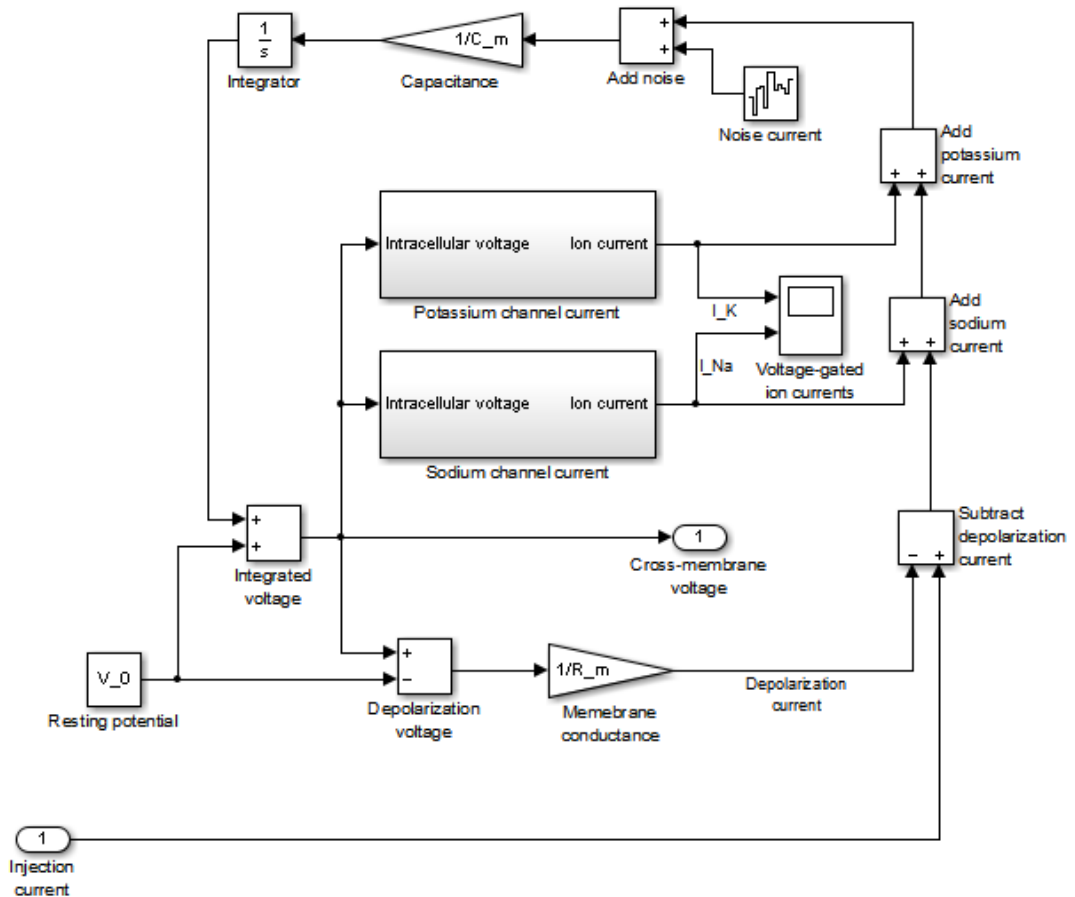 1
s
Integrator
1/C_m
Capacitance
+
+
Add noise
Noise current
Add
potassium
current
+ +
Intracellular voltage Ion current
Potassium channel current
I_K
I_Na
Voltage-gated
ion currents
Add
sodium
current
+ +
Intracellular voltage Ion current
Sodium channel current
+
+
Integrated
voltage
1
Cross-membrane
voltage
Subtract
depolarization
current
− +
V_0
Resting potential
+
−
Depolarization
voltage
1/R_m
Memebrane
conductance
Depolarization
current
1
Injection
current